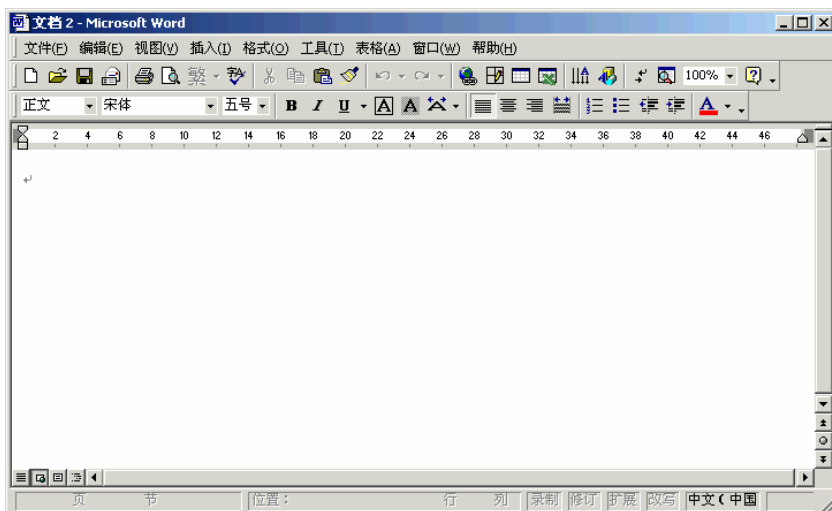 文档 2 - Microsoft Word
文件(F) 编辑(E) 视图(V) 插入(I) 格式(O) 工具(T) 表格(A) 窗口(W) 帮助(H)
繁 100%
正文 宋体 五号 B I U A A A
2 4 6 8 10 12 14 16 18 20 22 24 26 28 30 32 34 36 38 40 42 44 46
页 节 位置： 行 列 录制 修订 扩展 改写 中文(中国